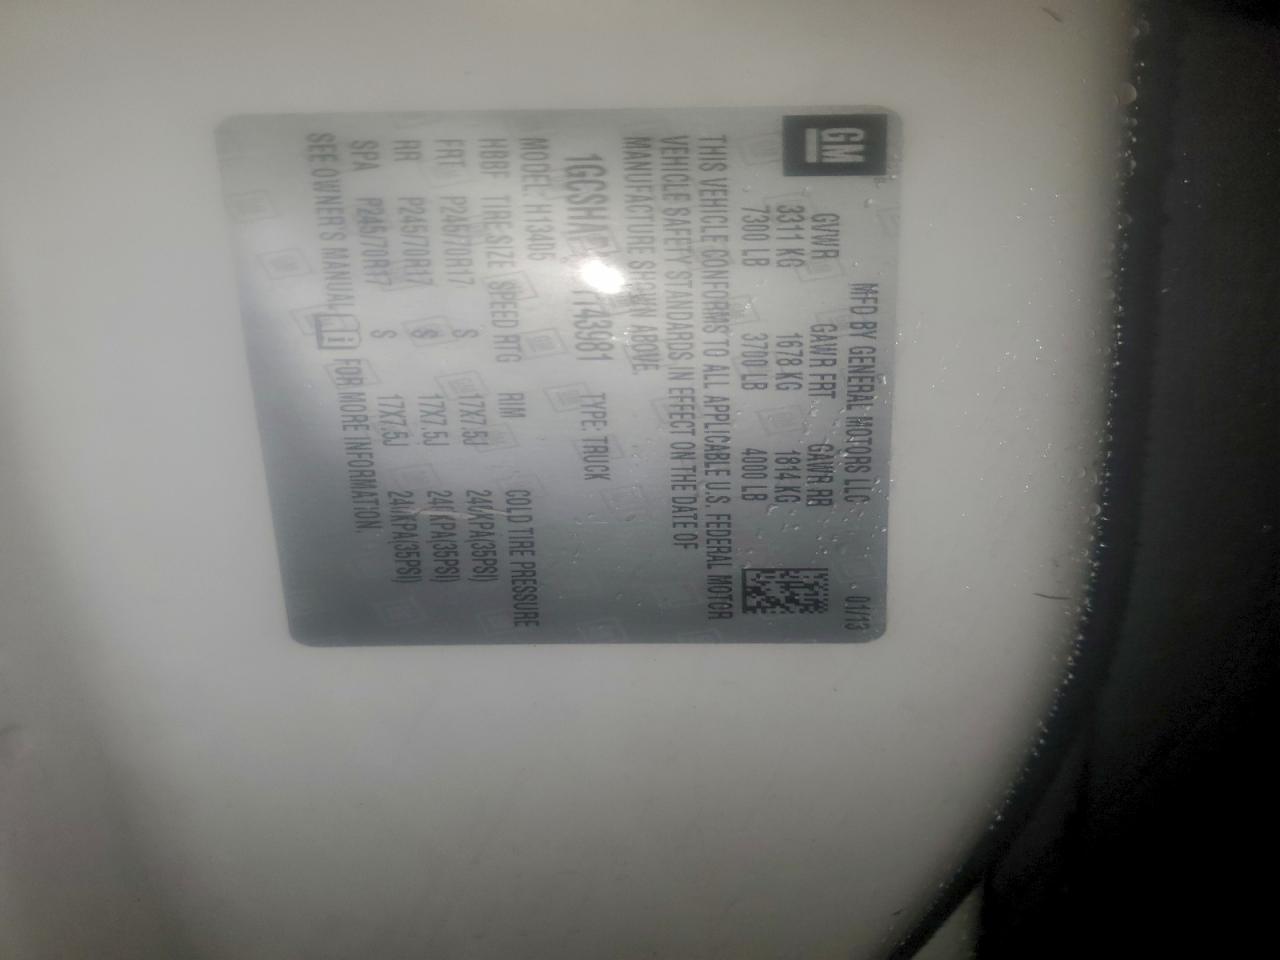 GM
MFD BY GENERAL MOTORS LLC 01/13
GVWR GAWR FRT GAWR RR
3311 KG 1678 KG 1814 KG
7300 LB 3700 LB 4000 LB
THIS VEHICLE CONFORMS TO ALL APPLICABLE U.S. FEDERAL MOTOR
VEHICLE SAFETY STANDARDS IN EFFECT ON THE DATE OF
MANUFACTURE SHOWN ABOVE.
TYPE: TRUCK
MODEL: H13405
HBBF TIRE SIZE SPEED RTG RIM COLD TIRE PRESSURE
FRT P245/70R17 S 17X7.5J 240KPA(35PSI)
RR P245/70R17 S 17X7.5J 240KPA(35PSI)
SPA P245/70R17 S 17X7.5J 240KPA(35PSI)
SEE OWNER'S MANUAL i FOR MORE INFORMATION.